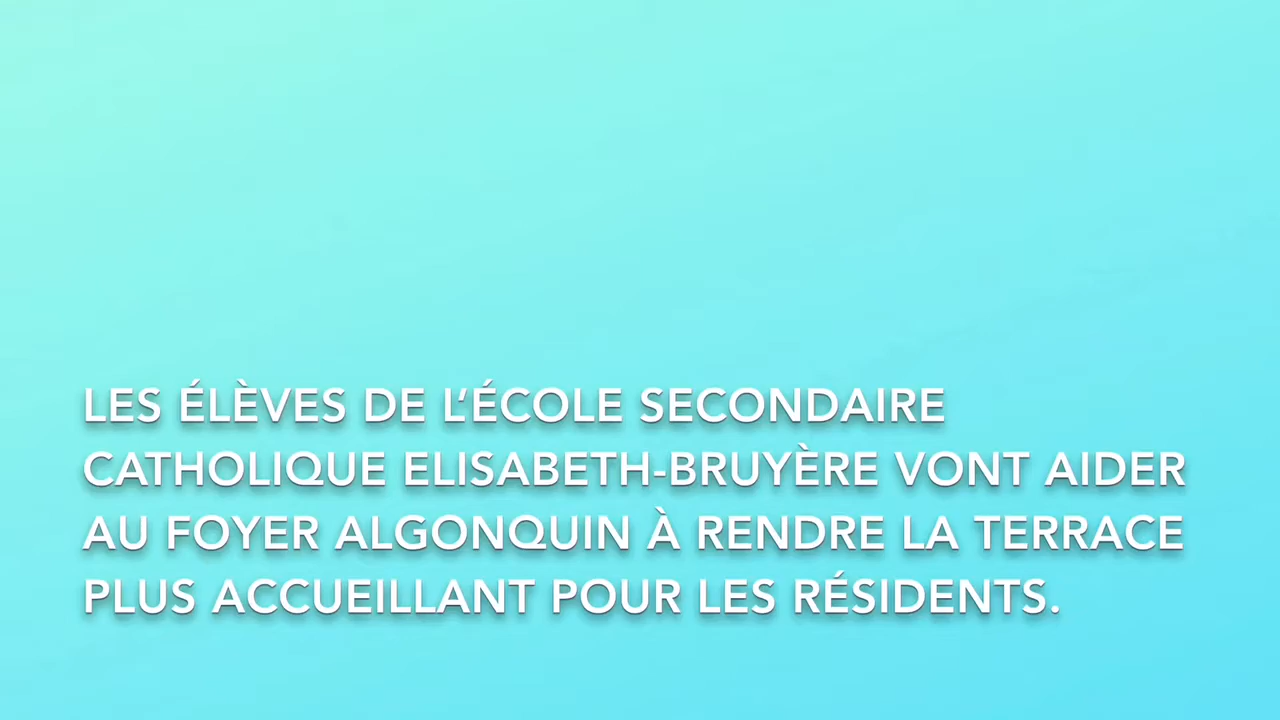 LES ÉLÈVES DE L’ÉCOLE SECONDAIRE
CATHOLIQUE ELISABETH-BRUYÈRE VONT AIDER
AU FOYER ALGONQUIN À RENDRE LA TERRACE
PLUS ACCUEILLANT POUR LES RÉSIDENTS.